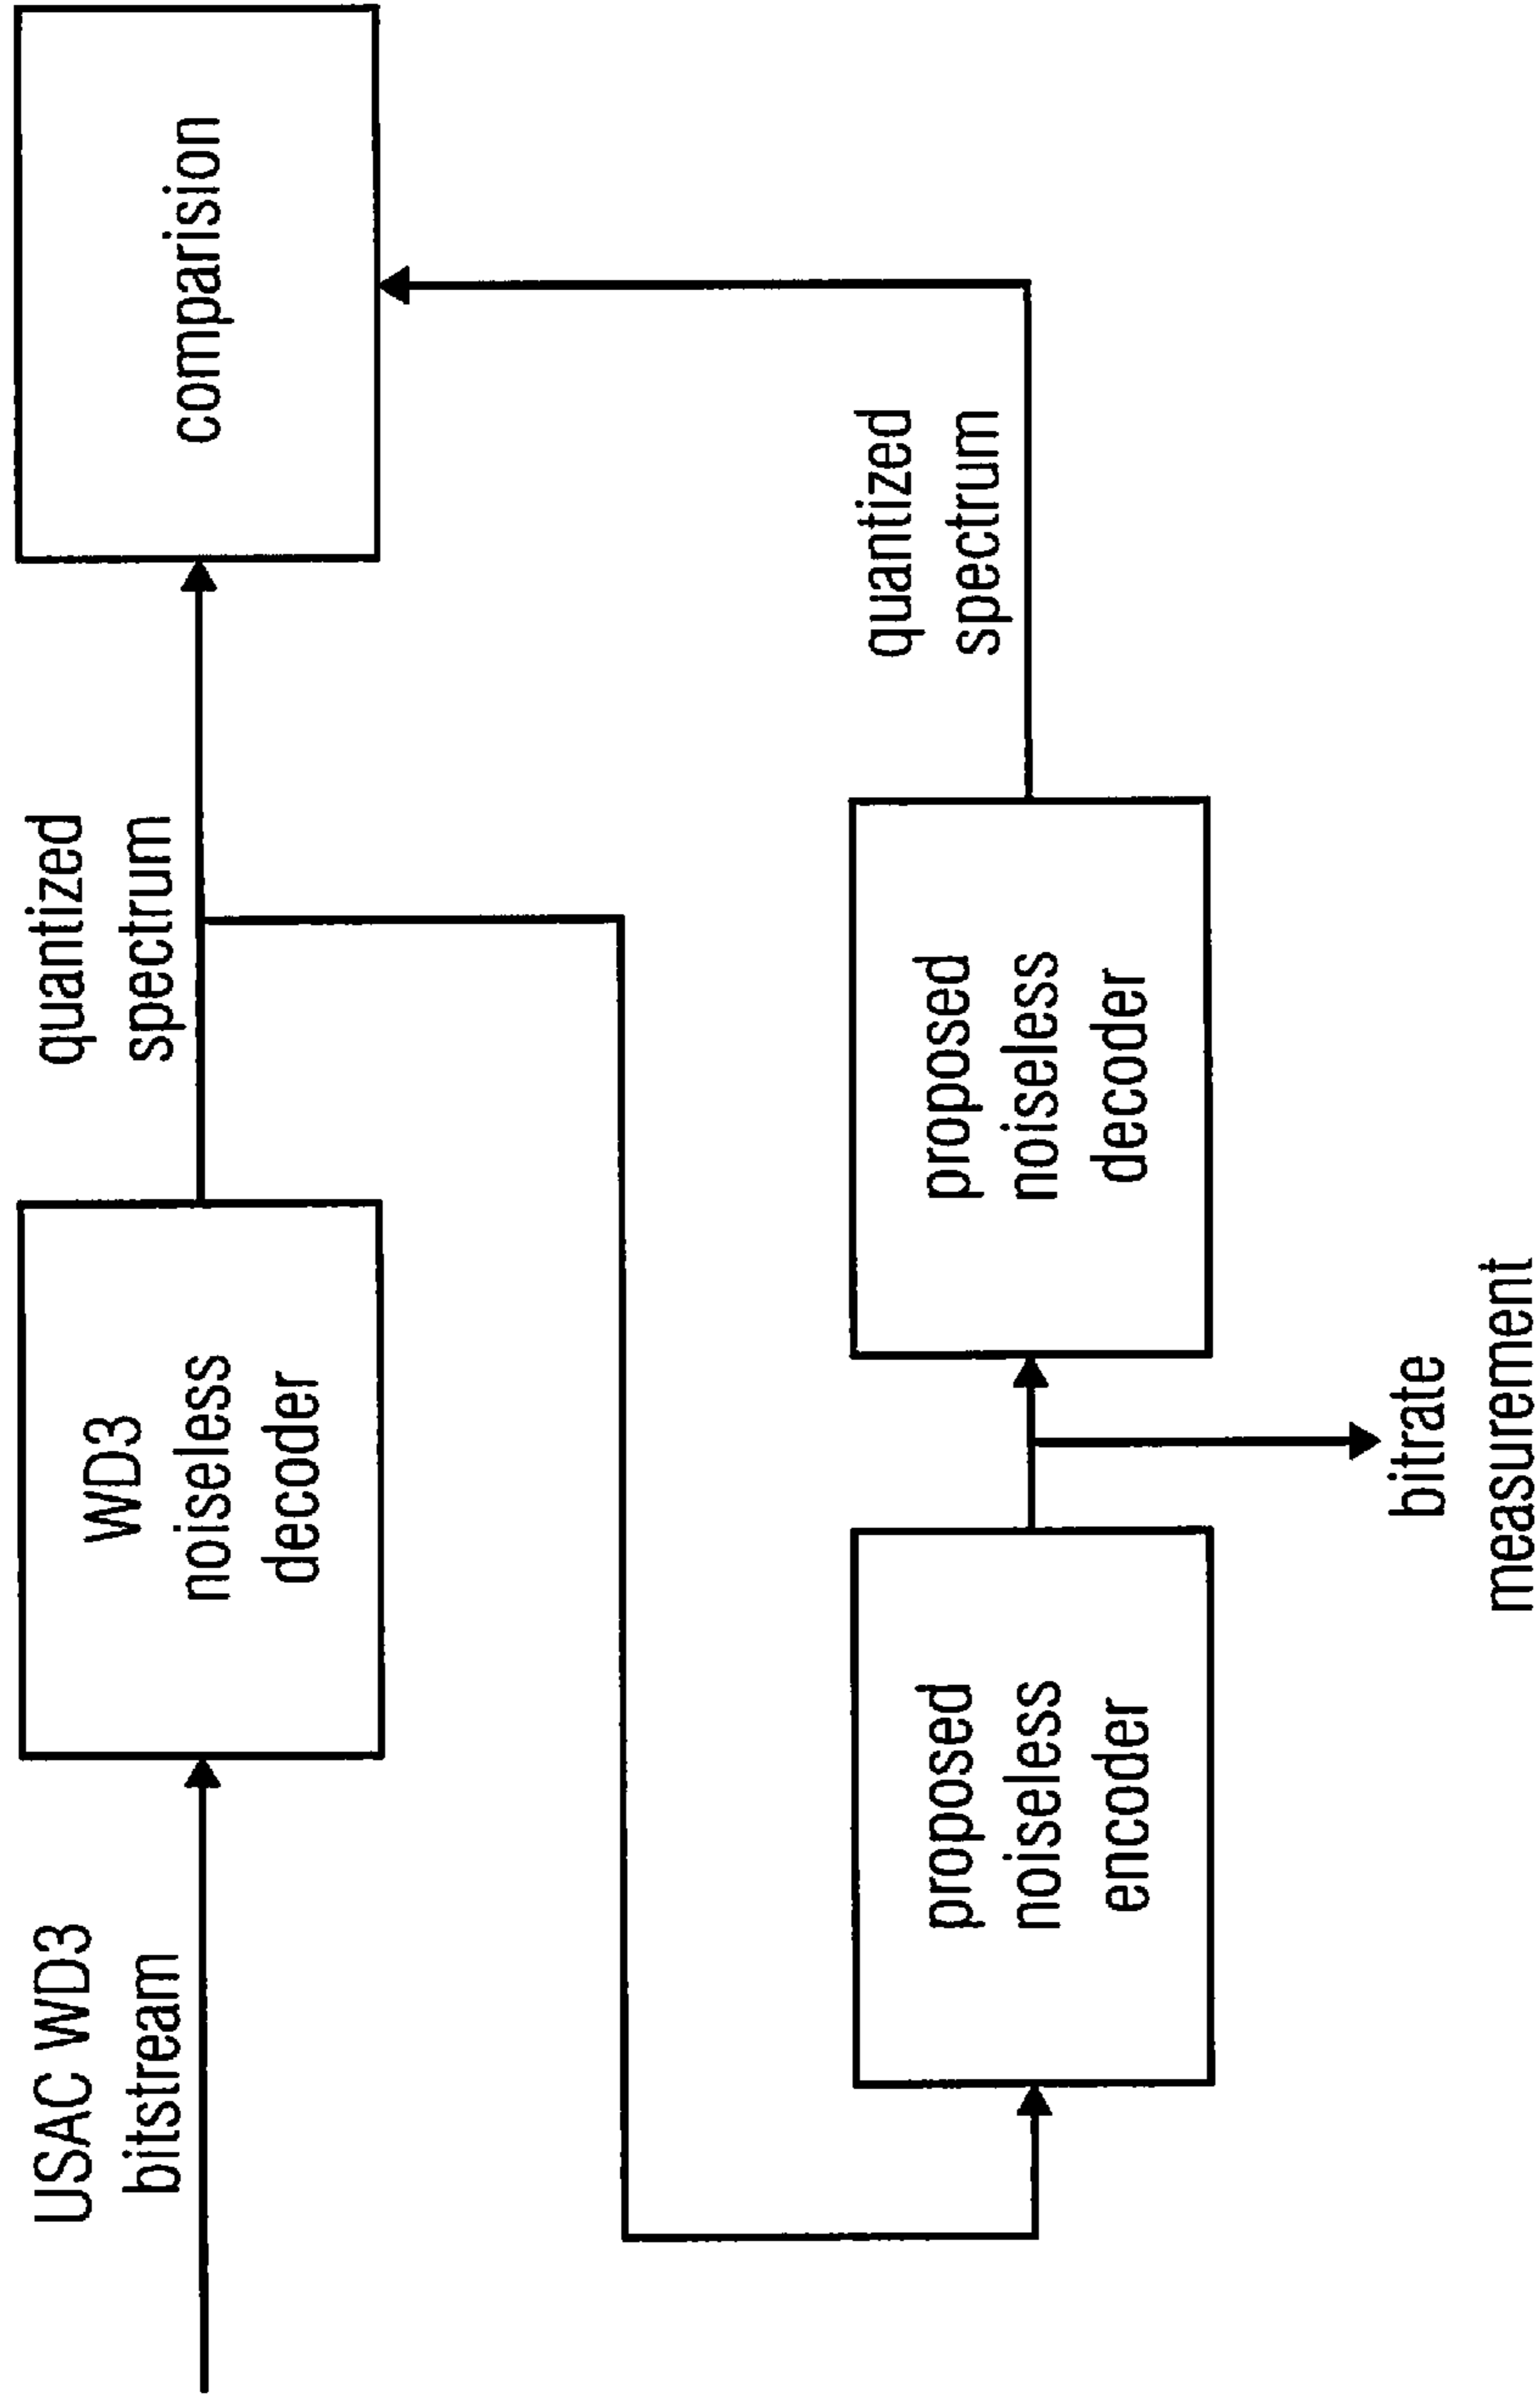 USAC WD3
bitstream
WD3
noiseless
decoder
quantized
spectrum
comparision
proposed
noiseless
encoder
bitrate
measurement
proposed
noiseless
decoder
quantized
spectrum